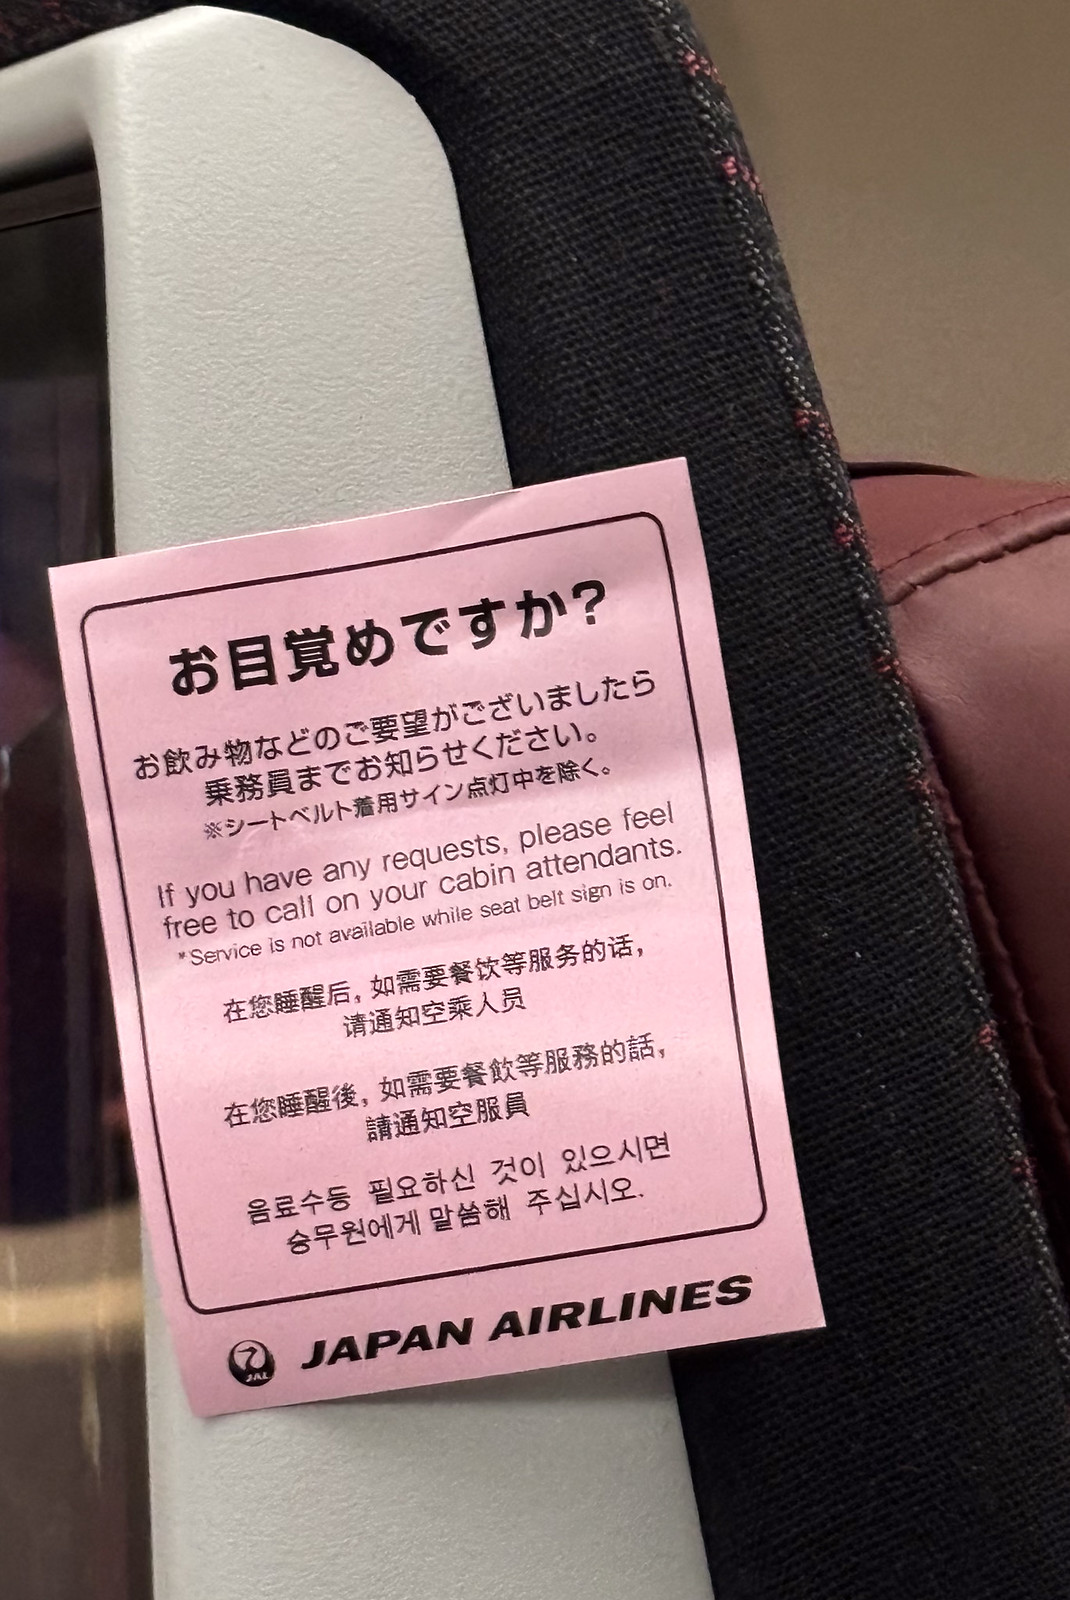 お目覚めですか?
お飲み物などのご要望がございましたら
乗務員までお知らせください。
※シートベルト着用サイン点灯中を除く。
If you have any requests, please feel
free to call on your cabin attendants.
*Service is not available while seat belt sign is on.
在您睡醒后，如需要餐饮等服务的话，
请通知空乘人员
在您睡醒後，如需要餐飲等服務的話，
請通知空服員
음료수등 필요하신 것이 있으시면
승무원에게 말씀해 주십시오.
JAL JAPAN AIRLINES